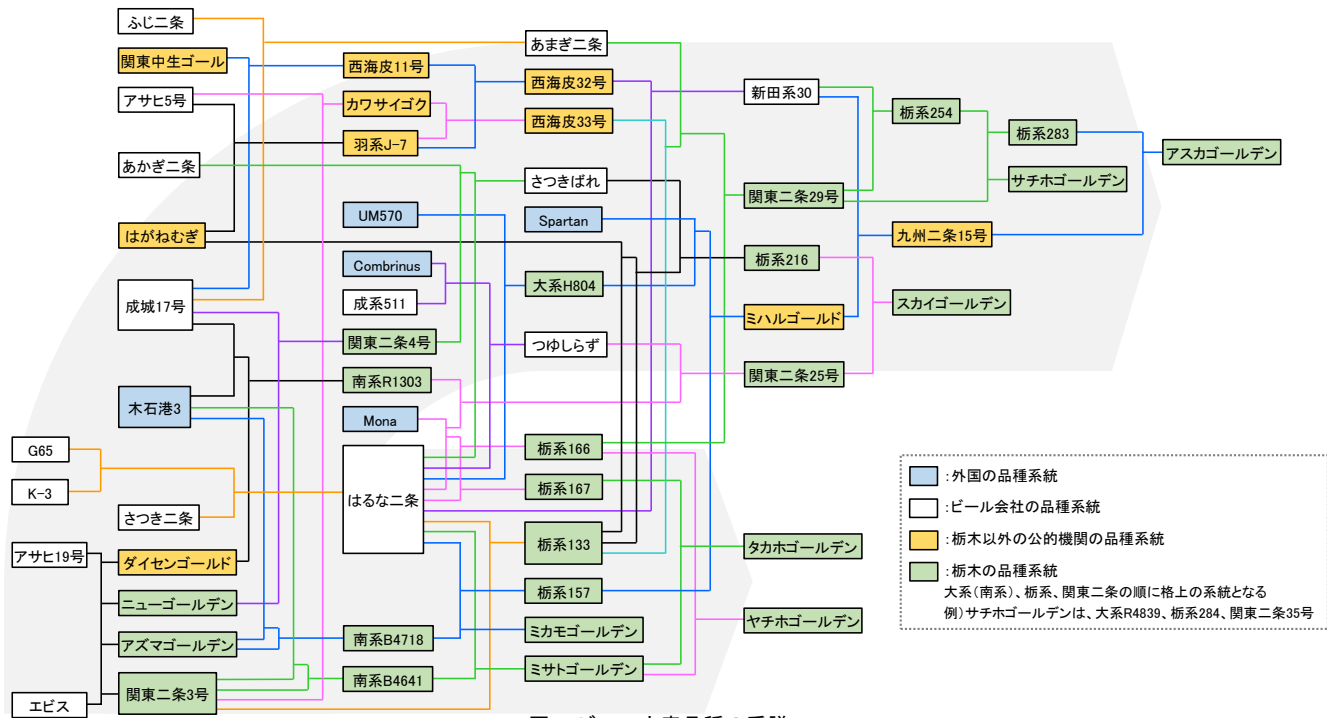 ふじ二条
関東中生ゴール
アサヒ5号
あかぎ二条
はがねむぎ
成城17号
木石港3
G65
K-3
さつき二条
アサヒ19号
ダイセンゴールド
ニューゴールデン
アズマゴールデン
エビス
関東二条3号
西海皮11号
カワサイゴク
羽系J-7
UM570
Combrinus
成系511
関東二条4号
南系R1303
Mona
はるな二条
南系B4718
南系B4641
あまぎ二条
西海皮32号
西海皮33号
さつきばれ
Spartan
大系H804
つゆしらず
栃系166
栃系167
栃系133
栃系157
ミカモゴールデン
ミサトゴールデン
新田系30
関東二条29号
栃系216
ミハルゴールド
関東二条25号
タカホゴールデン
ヤチホゴールデン
栃系254
九州二条15号
スカイゴールデン
栃系283
サチホゴールデン
アスカゴールデン
:外国の品種系統
:ビール会社の品種系統
:栃木以外の公的機関の品種系統
:栃木の品種系統
大系(南系)、栃系、関東二条の順に格上の系統となる
例)サチホゴールデンは、大系R4839、栃系284、関東二条35号